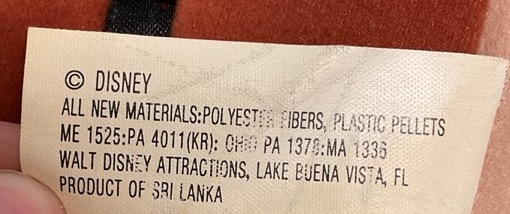 © DISNEY
ALL NEW MATERIALS:POLYESTER FIBERS, PLASTIC PELLETS
ME 1525:PA 4011(KR): OHIO PA 1378:MA 1336
WALT DISNEY ATTRACTIONS, LAKE BUENA VISTA, FL
PRODUCT OF SRI LANKA